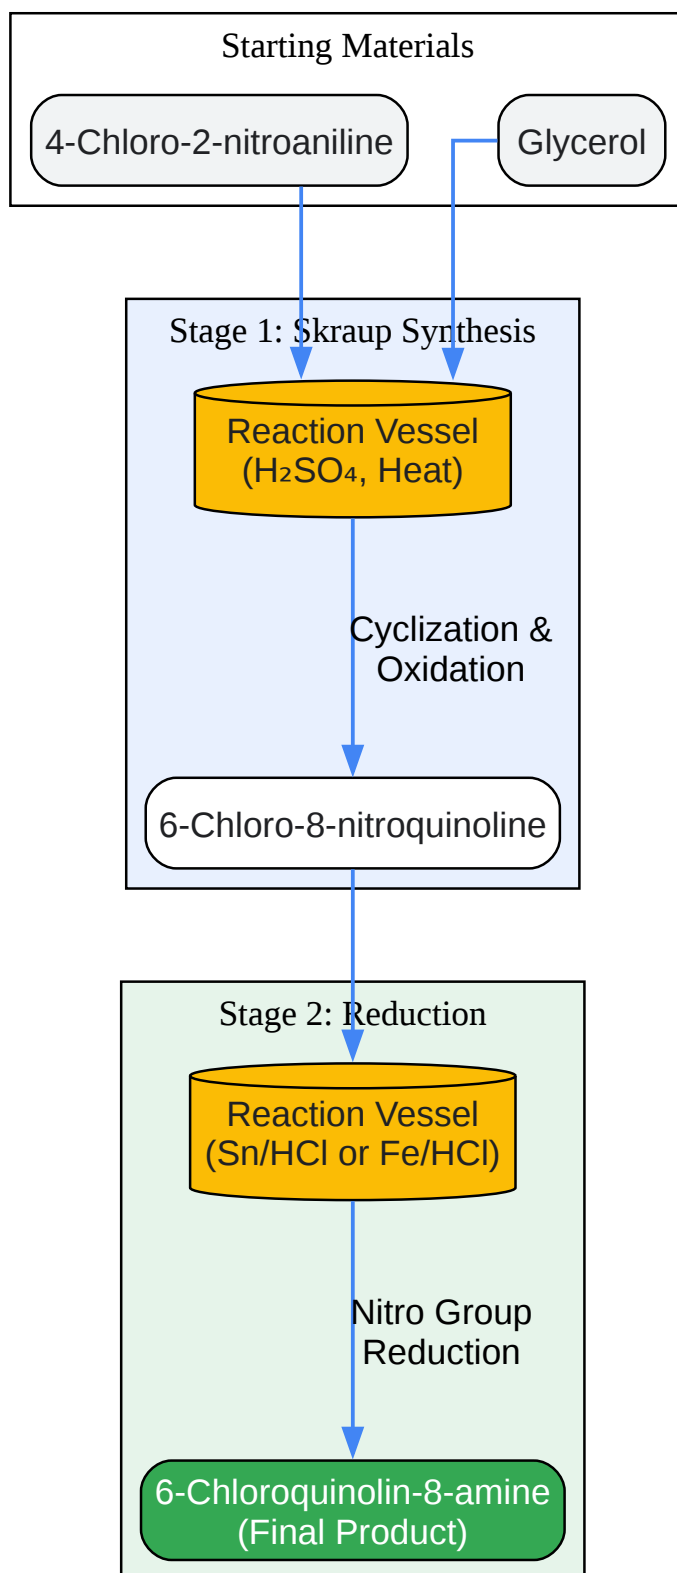 Starting Materials
4-Chloro-2-nitroaniline
Glycerol
Stage 1: Skraup Synthesis
Reaction Vessel
(H₂SO₄, Heat)
Cyclization &
Oxidation
6-Chloro-8-nitroquinoline
Stage 2: Reduction
Reaction Vessel
(Sn/HCl or Fe/HCl)
Nitro Group
Reduction
6-Chloroquinolin-8-amine
(Final Product)